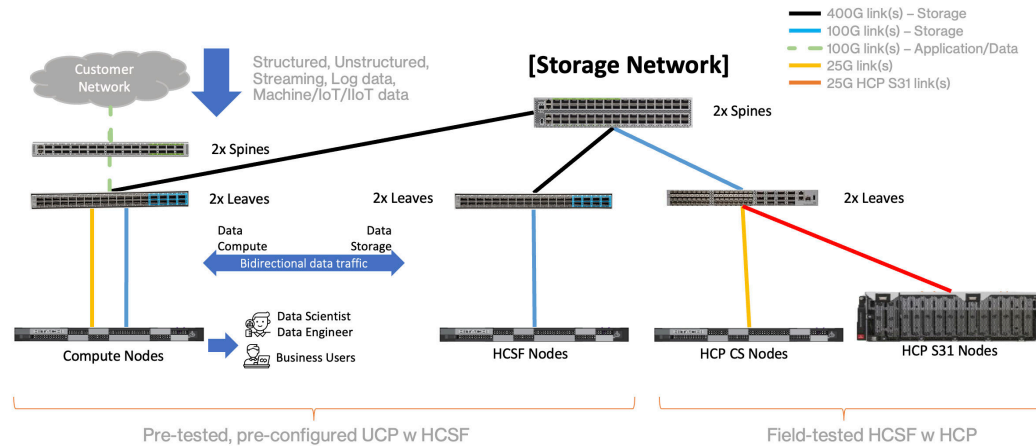 400G link(s) – Storage
100G link(s) – Storage
100G link(s) – Application/Data
25G link(s)
25G HCP S31 link(s)
Customer
Network
Structured, Unstructured,
Streaming, Log data,
Machine/IoT/IIoT data
[Storage Network]
2x Spines
2x Spines
2x Leaves
2x Leaves
2x Leaves
Data
Compute
Data
Storage
Bidirectional data traffic
Data Scientist
Data Engineer
Business Users
Compute Nodes
HCSF Nodes
HCP CS Nodes
HCP S31 Nodes
Pre-tested, pre-configured UCP w HCSF
Field-tested HCSF w HCP